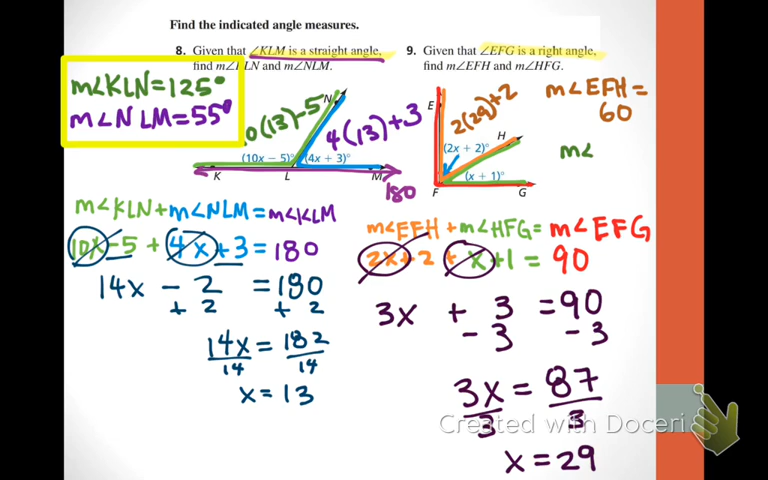 Find the indicated angle measures.
8. Given that ∠KLM is a straight angle,
find m∠KLN and m∠NLM.
m∠KLN=125°
m∠NLM=55°
10(13)-5
4(13)+3
N
(10x − 5)°
(4x + 3)°
K
L
M
180
m∠KLN+m∠NLM=m∠KLM
10x-5+4x+3=180
14x-2=180
+2 +2
14x=182
14 14
x=13
9. Given that ∠EFG is a right angle,
find m∠EFH and m∠HFG.
E
2(29)+2
H
(2x + 2)°
(x + 1)°
F
G
m∠EFH=
60
m∠
m∠EFH+m∠HFG=m∠EFG
2x+2+x+1=90
3x+3=90
-3 -3
3x=87
3 3
x=29
Created with Doceri